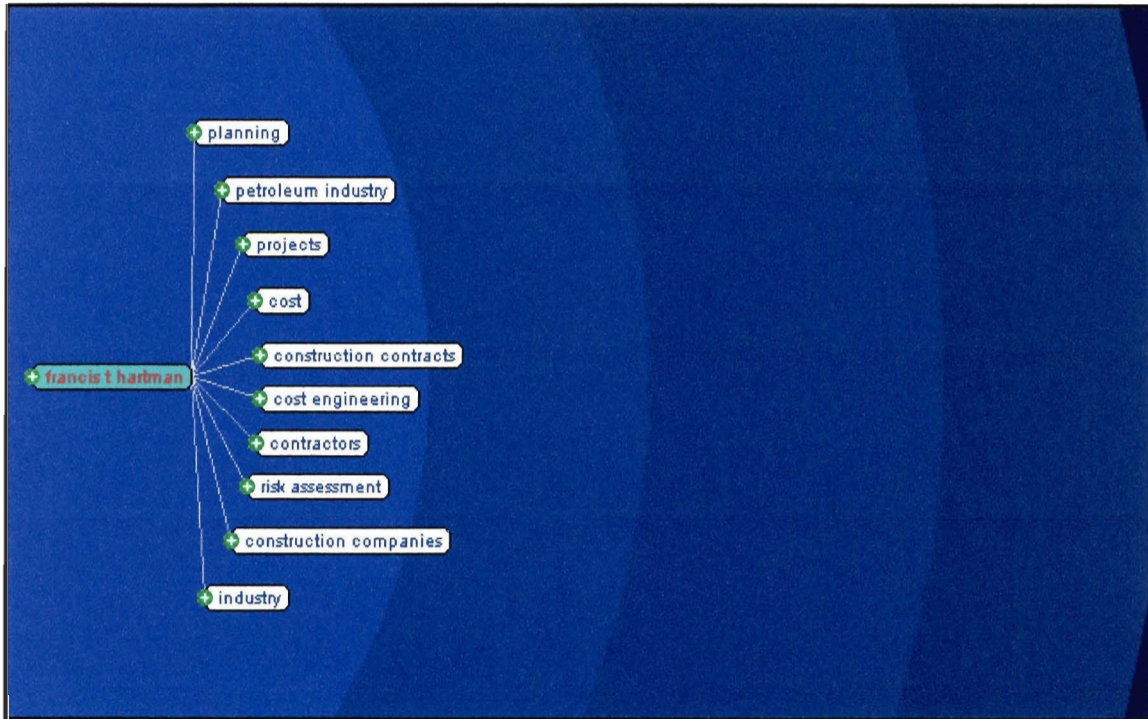 planning
petroleum industry
projects
cost
construction contracts
francis t hartman
cost engineering
contractors
risk assessment
construction companies
industry